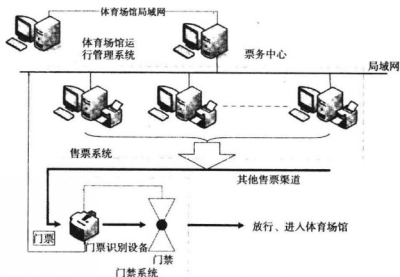 体育场馆局域网
体育场馆运
行管理系统
票务中心
局域网
售票系统
其他售票渠道
门票
门票识别设备
门禁
门禁系统
放行、进人体育场馆